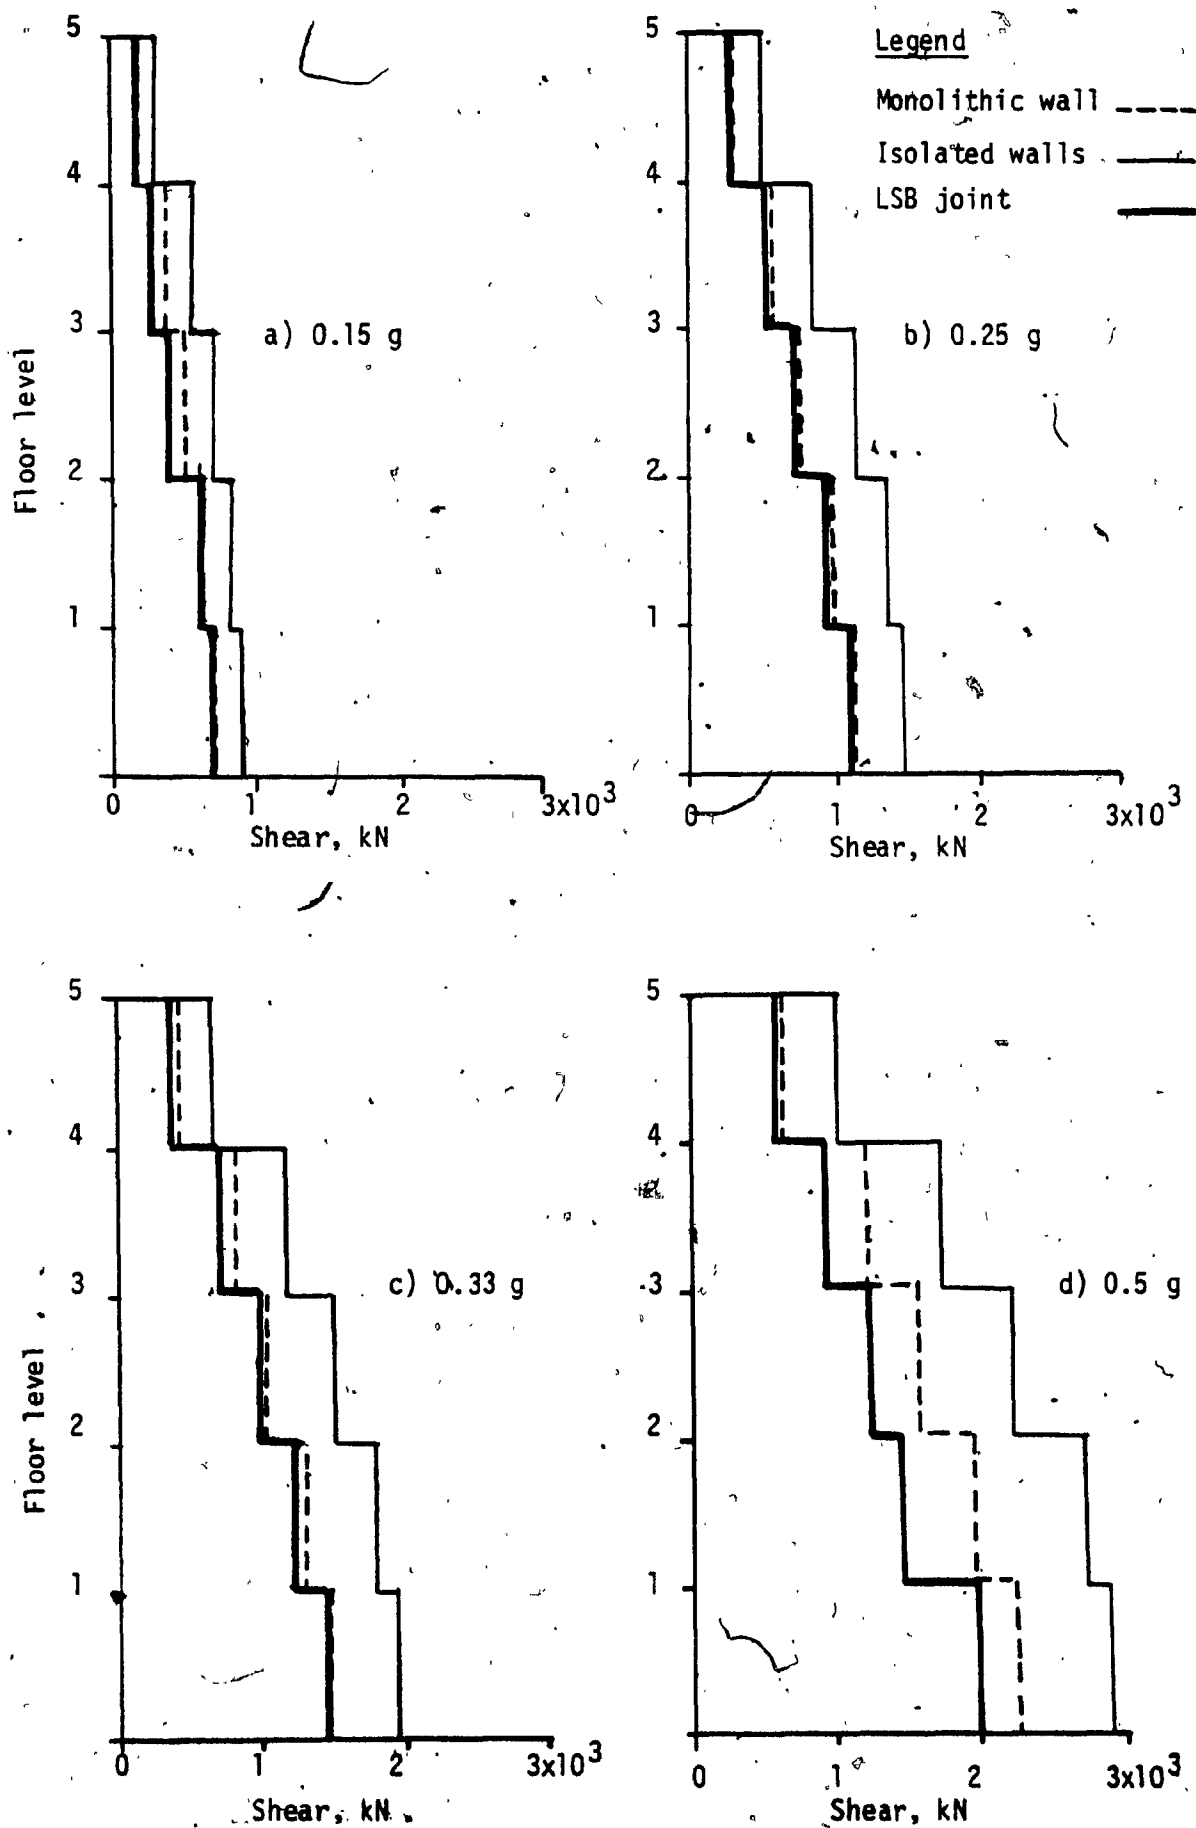 Legend
Monolithic wall
Isolated walls
LSB joint
5
4
3
2
1
Floor level
a) 0.15 g
0 1 2 3x10³
Shear, kN
5
4
3
2
1
b) 0.25 g
0 1 2 3x10³
Shear, kN
5
4
3
2
1
Floor level
c) 0.33 g
0 1 2 3x10³
Shear, kN
5
4
3
2
1
d) 0.5 g
0 1 2 3x10³
Shear, kN